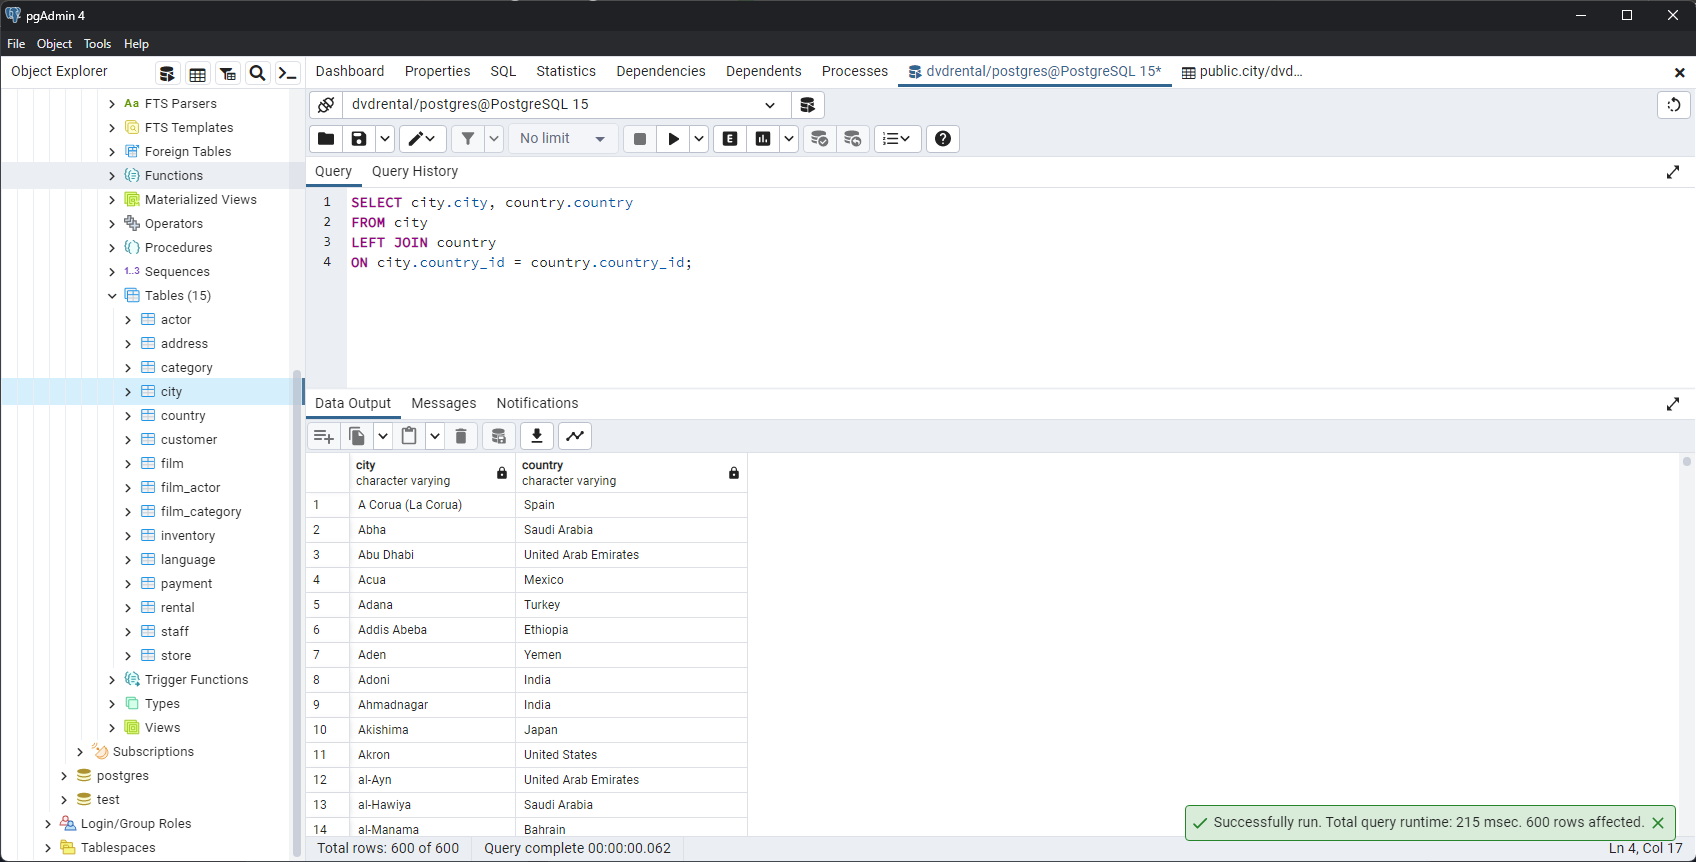 pgAdmin 4
File Object Tools Help
Object Explorer
Dashboard Properties SQL Statistics Dependencies Dependents Processes dvdrental/postgres@PostgreSQL 15* public.city/dvd...
FTS Parsers
FTS Templates
Foreign Tables
Functions
Materialized Views
Operators
Procedures
1..3 Sequences
Tables (15)
actor
address
category
city
country
customer
film
film_actor
film_category
inventory
language
payment
rental
staff
store
Trigger Functions
Types
Views
Subscriptions
postgres
test
Login/Group Roles
Tablespaces
dvdrental/postgres@PostgreSQL 15
No limit
Query Query History
1 SELECT city.city, country.country
2 FROM city
3 LEFT JOIN country
4 ON city.country_id = country.country_id;
Data Output Messages Notifications
city country
character varying character varying
1 A Corua (La Corua) Spain
2 Abha Saudi Arabia
3 Abu Dhabi United Arab Emirates
4 Acua Mexico
5 Adana Turkey
6 Addis Abeba Ethiopia
7 Aden Yemen
8 Adoni India
9 Ahmadnagar India
10 Akishima Japan
11 Akron United States
12 al-Ayn United Arab Emirates
13 al-Hawiya Saudi Arabia
14 al-Manama Bahrain
Successfully run. Total query runtime: 215 msec. 600 rows affected.
Total rows: 600 of 600 Query complete 00:00:00.062 Ln 4, Col 17